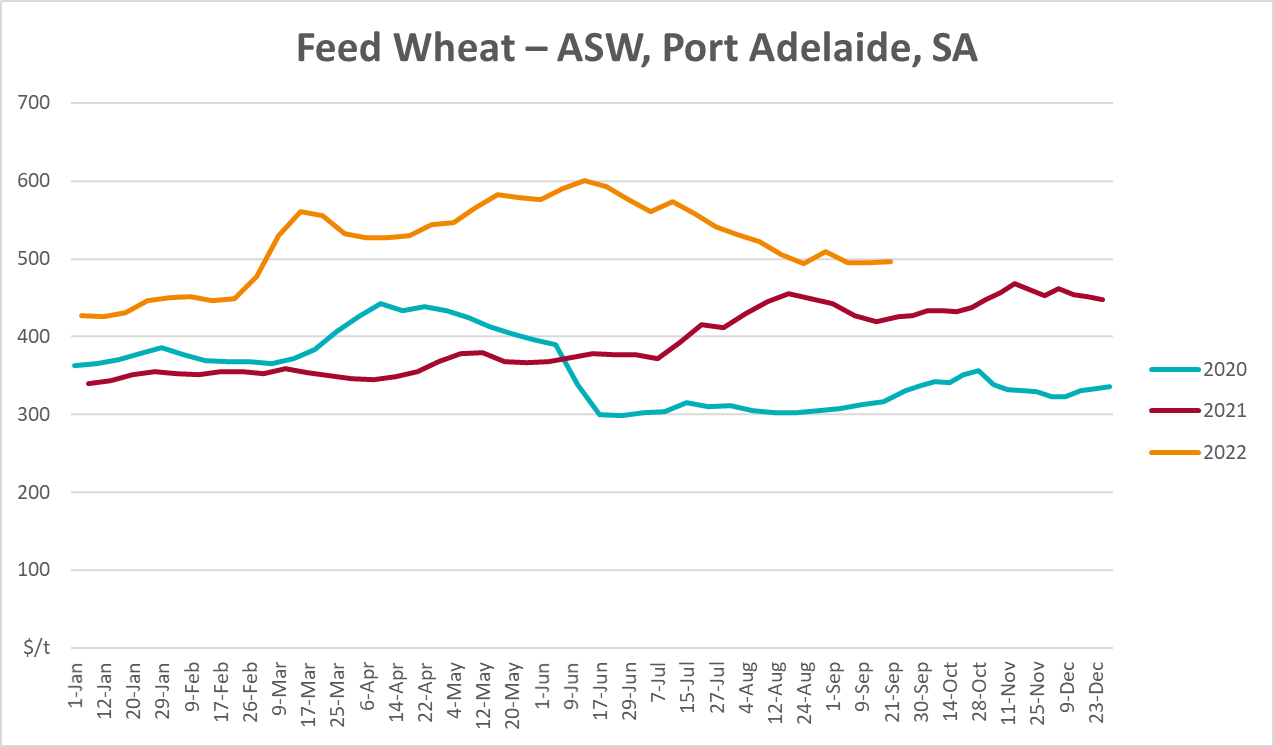 Feed Wheat – ASW, Port Adelaide, SA
700
600
500
400
300
200
100
$/t
1-Jan
12-Jan
20-Jan
29-Jan
9-Feb
17-Feb
26-Feb
9-Mar
17-Mar
25-Mar
6-Apr
14-Apr
22-Apr
4-May
12-May
20-May
1-Jun
9-Jun
17-Jun
29-Jun
7-Jul
15-Jul
27-Jul
4-Aug
12-Aug
24-Aug
1-Sep
9-Sep
21-Sep
30-Sep
14-Oct
28-Oct
11-Nov
25-Nov
9-Dec
23-Dec
2020
2021
2022